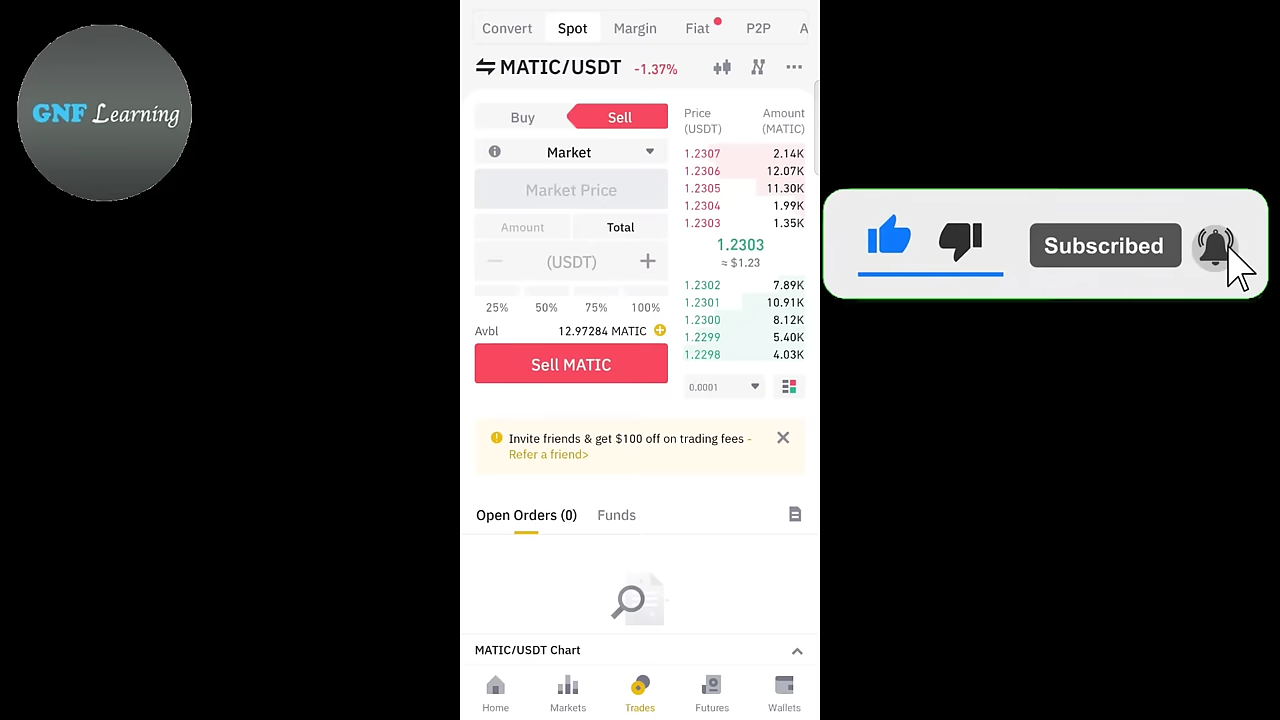 GNF Learning
Convert Spot Margin Fiat P2P A
MATIC/USDT -1.37%
Buy Sell
Market
Market Price
Amount Total
(USDT)
25% 50% 75% 100%
Avbl 12.97284 MATIC
Sell MATIC
Price Amount
(USDT) (MATIC)
1.2307 2.14K
1.2306 12.07K
1.2305 11.30K
1.2304 1.99K
1.2303 1.35K
1.2303
≈ $1.23
1.2302 7.89K
1.2301 10.91K
1.2300 8.12K
1.2299 5.40K
1.2298 4.03K
0.0001
Subscribed
Invite friends & get $100 off on trading fees -
Refer a friend>
Open Orders (0) Funds
MATIC/USDT Chart
Home Markets Trades Futures Wallets